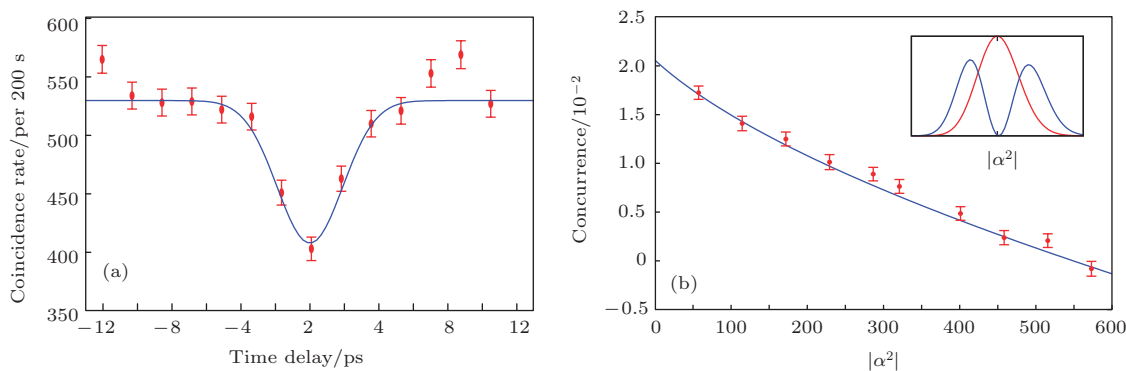 600
550
500
450
400
350
Coincidence rate/per 200 s
(a)
−12 −8 −4 2 4 8 12
Time delay/ps
2.5
2.0
1.5
1.0
0.5
0
−0.5
Concurrence/10−2
|α2|
(b)
0 100 200 300 400 500 600
|α2|